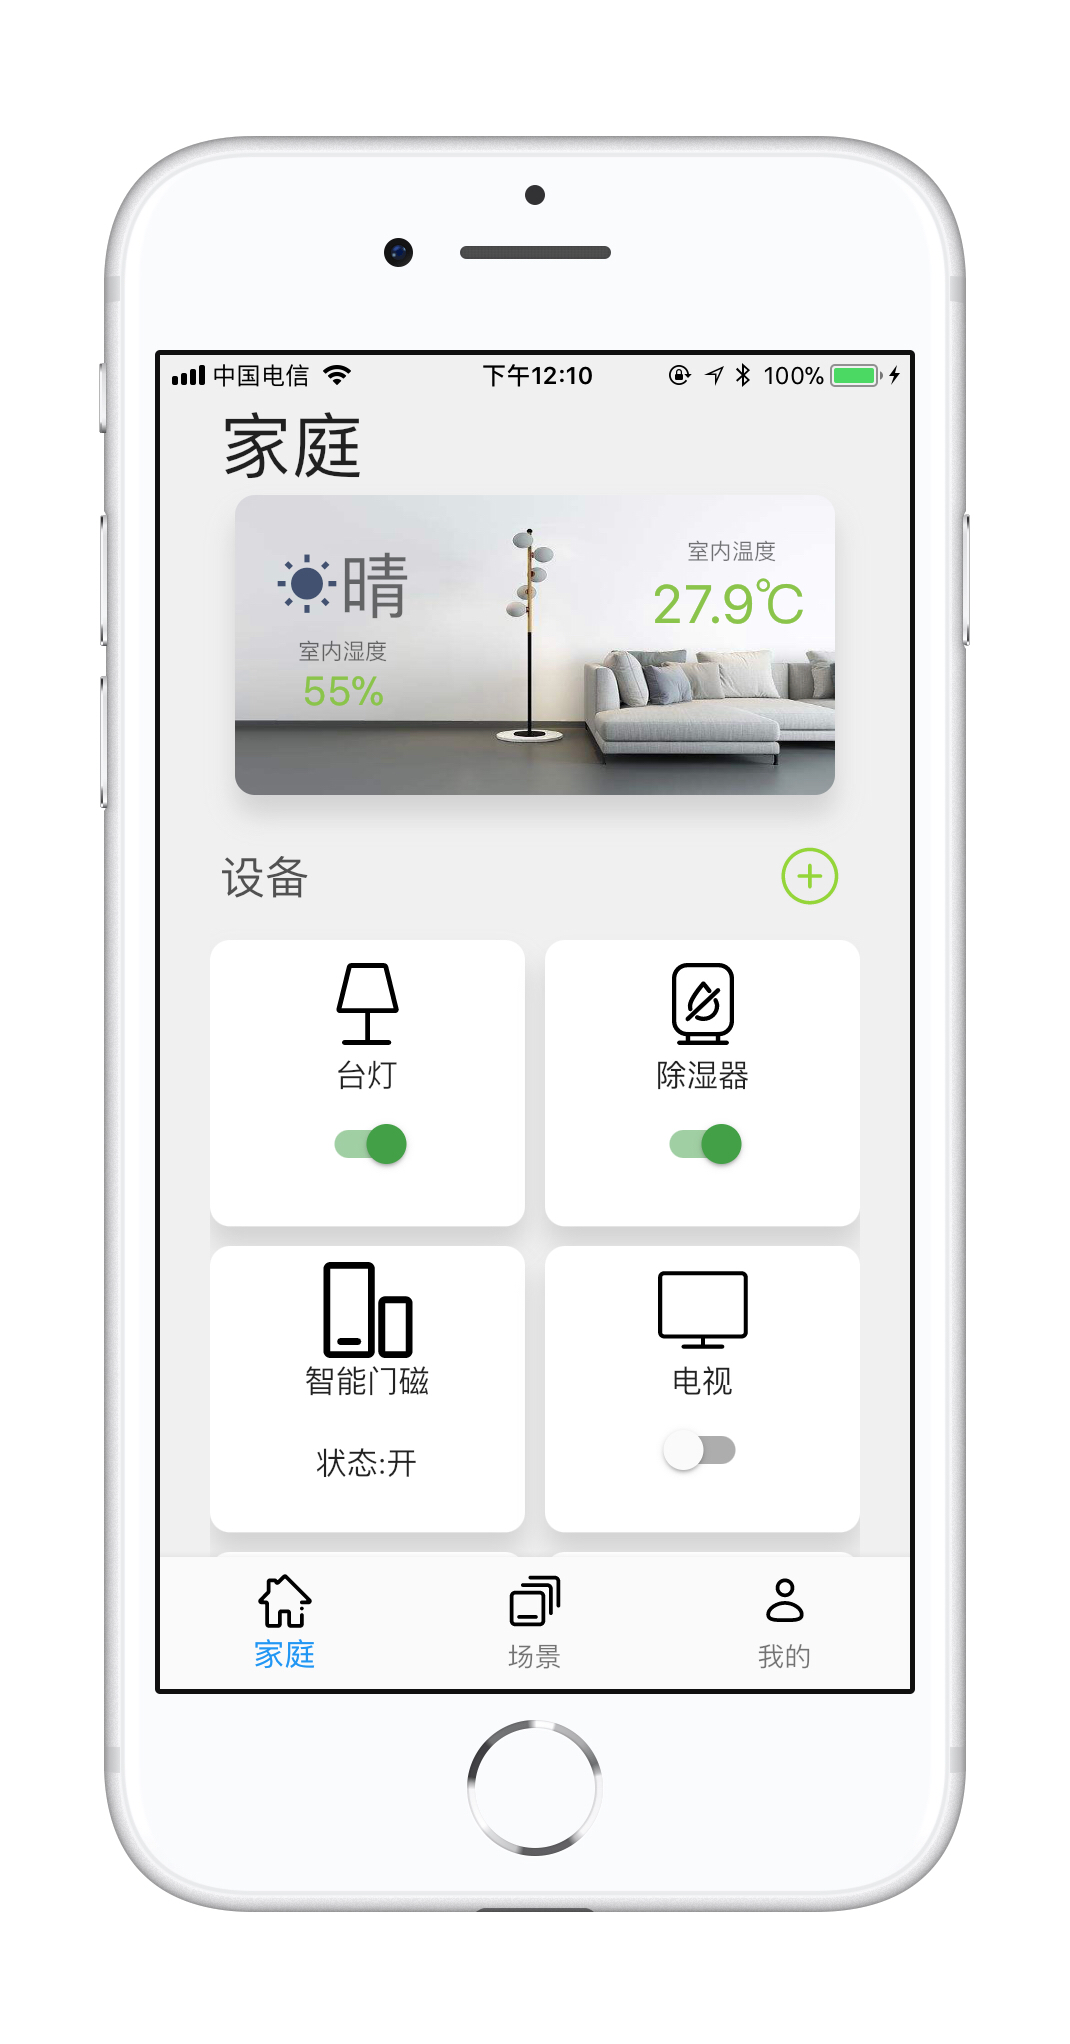 中国电信 下午12:10 100%
家庭
晴
室内湿度
55%
室内温度
27.9℃
设备
台灯
除湿器
智能门磁
状态:开
电视
家庭
场景
我的